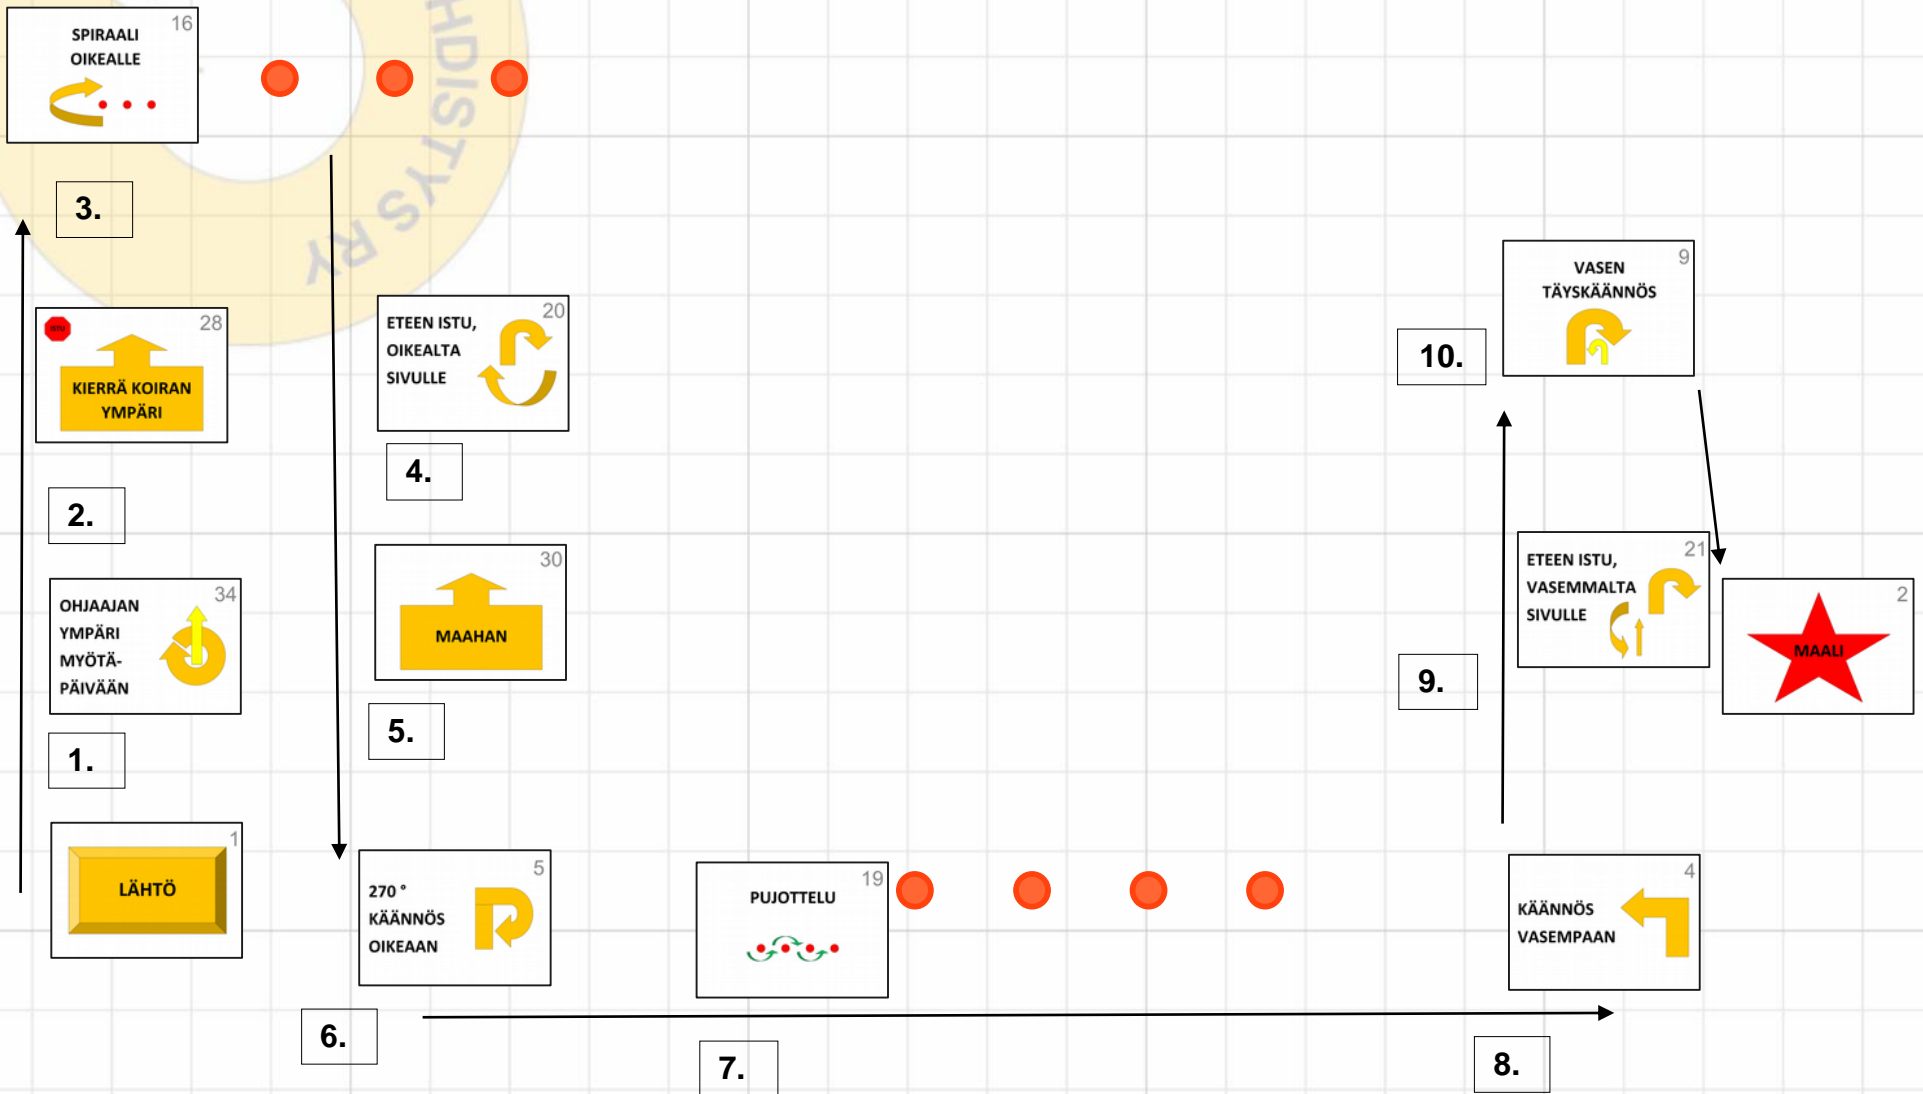 HDISTYS RY
16
SPIRAALI
OIKEALLE
3.
28
ISTU
KIERRÄ KOIRAN
YMPÄRI
2.
34
OHJAAJAN
YMPÄRI
MYÖTÄ-
PÄIVÄÄN
1.
1
LÄHTÖ
20
ETEEN ISTU,
OIKEALTA
SIVULLE
4.
30
MAAHAN
5.
5
270 °
KÄÄNNÖS
OIKEAAN
6.
19
PUJOTTELU
7.
4
KÄÄNNÖS
VASEMPAAN
8.
21
ETEEN ISTU,
VASEMMALTA
SIVULLE
9.
9
VASEN
TÄYSKÄÄNNÖS
10.
2
MAALI